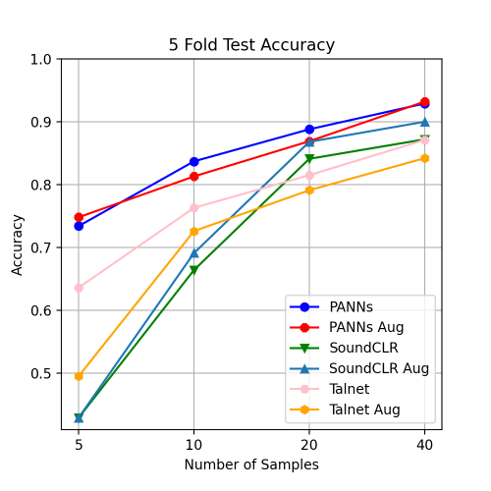 5 Fold Test Accuracy
1.0
0.9
0.8
0.7
0.6
0.5
Accuracy
5 10 20 40
Number of Samples
PANNs
PANNs Aug
SoundCLR
SoundCLR Aug
Talnet
Talnet Aug